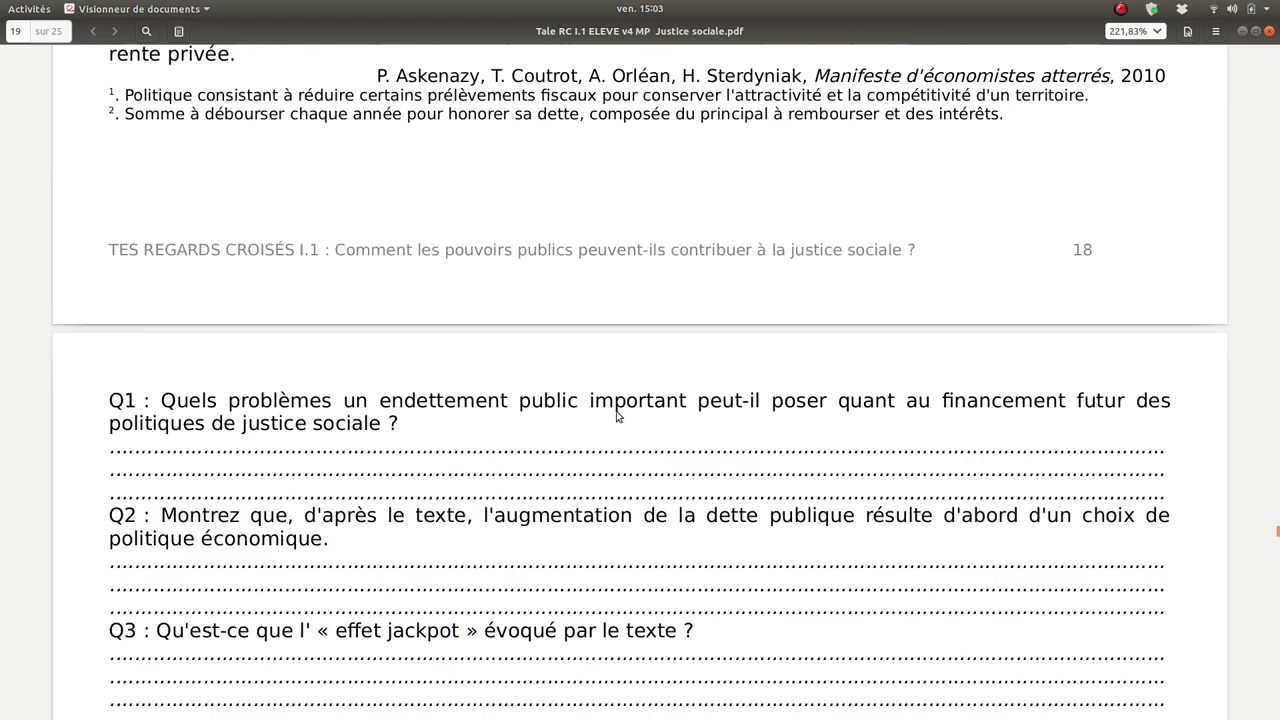 Activités Visionneur de documents ven. 15:03
19 sur 25 Tale RC I.1 ELEVE v4 MP Justice sociale.pdf 221,83%
rente privée.
P. Askenazy, T. Coutrot, A. Orléan, H. Sterdyniak, Manifeste d'économistes atterrés, 2010
1. Politique consistant à réduire certains prélèvements fiscaux pour conserver l'attractivité et la compétitivité d'un territoire.
2. Somme à débourser chaque année pour honorer sa dette, composée du principal à rembourser et des intérêts.
TES REGARDS CROISÉS I.1 : Comment les pouvoirs publics peuvent-ils contribuer à la justice sociale ? 18
Q1 : Quels problèmes un endettement public important peut-il poser quant au financement futur des
politiques de justice sociale ?
Q2 : Montrez que, d'après le texte, l'augmentation de la dette publique résulte d'abord d'un choix de
politique économique.
Q3 : Qu'est-ce que l' « effet jackpot » évoqué par le texte ?